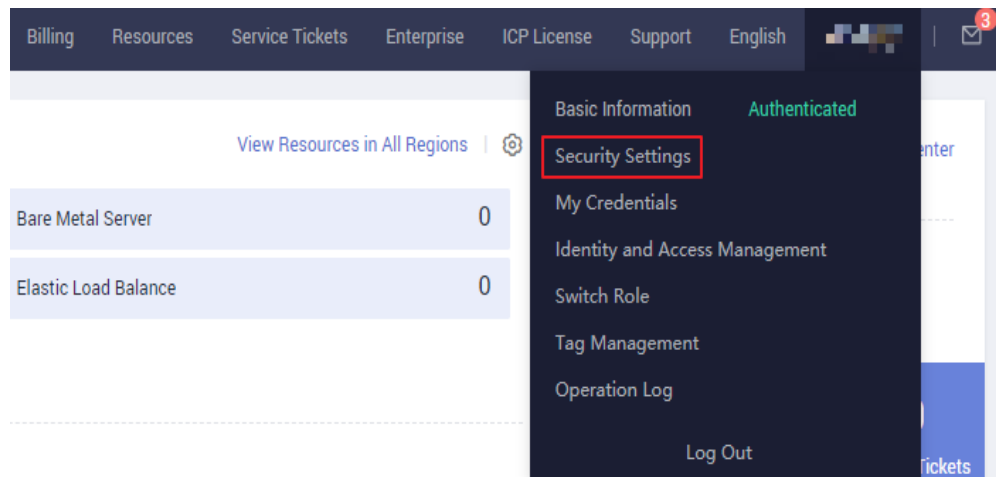 Billing Resources Service Tickets Enterprise ICP License Support English 3
Basic Information Authenticated
View Resources in All Regions Security Settings
My Credentials
Bare Metal Server 0
Identity and Access Management
Elastic Load Balance 0
Switch Role
Tag Management
Operation Log
Log Out
Tickets